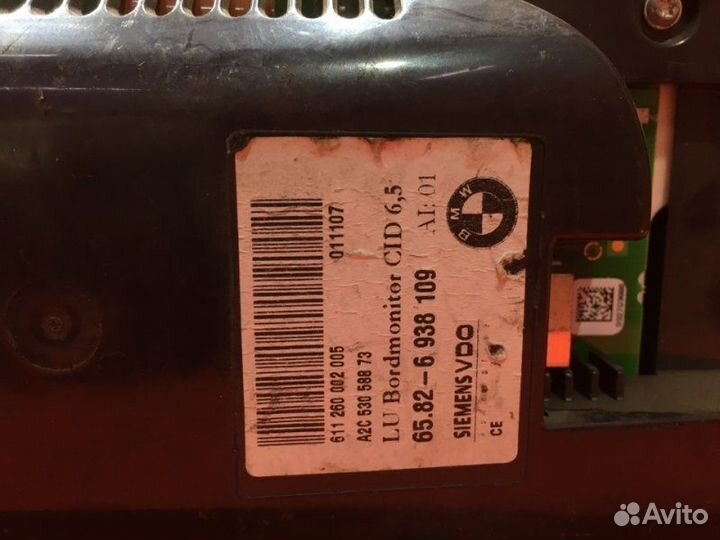 611 260 002 005
011107
A2C 530 588 73
LU Bordmonitor CID 6,5
65.82-6 938 109
AI: 01
SIEMENS VDO
CE
BMW
Avito